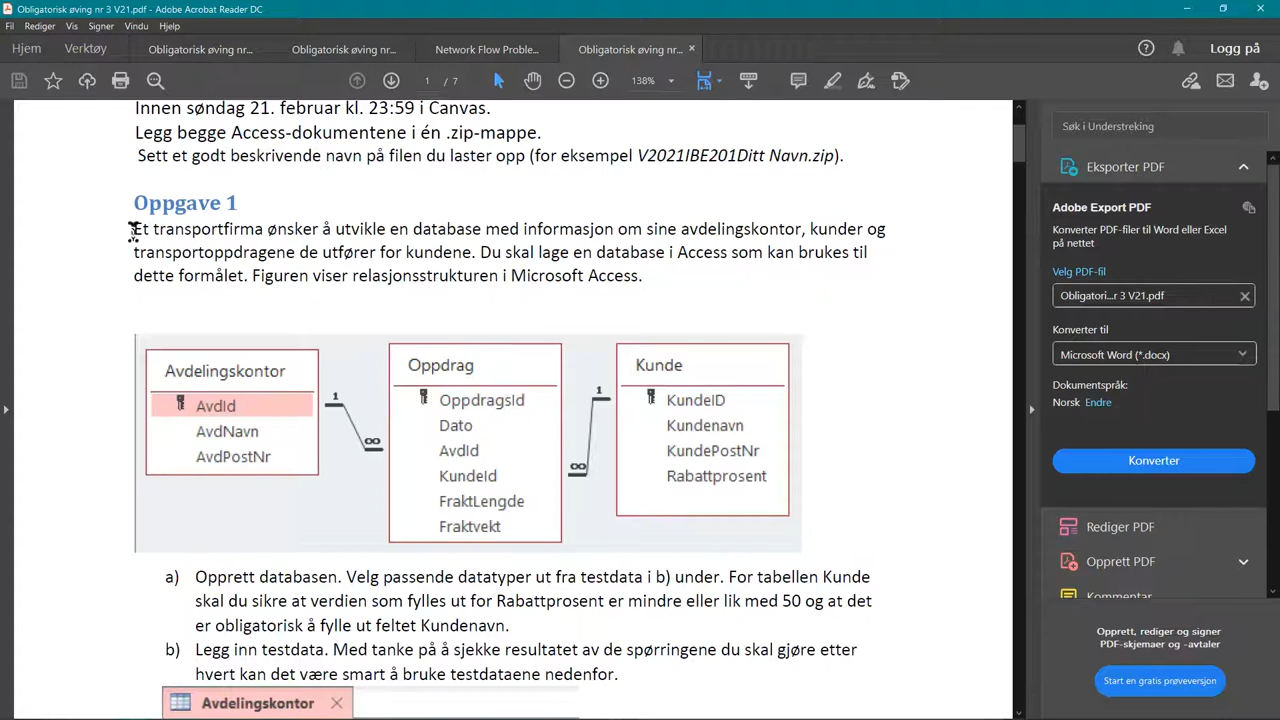 Obligatorisk øving nr 3 V21.pdf - Adobe Acrobat Reader DC
Fil Rediger Vis Signer Vindu Hjelp
Hjem Verktøy Obligatorisk øving nr... Obligatorisk øving nr... Network Flow Proble... Obligatorisk øving nr... × Logg på
1 / 7 138%
Innen søndag 21. februar kl. 23:59 i Canvas.
Legg begge Access-dokumentene i én .zip-mappe.
Sett et godt beskrivende navn på filen du laster opp (for eksempel V2021IBE201Ditt Navn.zip).
Oppgave 1
Et transportfirma ønsker å utvikle en database med informasjon om sine avdelingskontor, kunder og
transportoppdragene de utfører for kundene. Du skal lage en database i Access som kan brukes til
dette formålet. Figuren viser relasjonsstrukturen i Microsoft Access.
Avdelingskontor
AvdId
AvdNavn
AvdPostNr
1
∞
Oppdrag
OppdragsId
Dato
AvdId
KundeId
FraktLengde
Fraktvekt
1
∞
Kunde
KundeID
Kundenavn
KundePostNr
Rabattprosent
a) Opprett databasen. Velg passende datatyper ut fra testdata i b) under. For tabellen Kunde
skal du sikre at verdien som fylles ut for Rabattprosent er mindre eller lik med 50 og at det
er obligatorisk å fylle ut feltet Kundenavn.
b) Legg inn testdata. Med tanke på å sjekke resultatet av de spørringene du skal gjøre etter
hvert kan det være smart å bruke testdataene nedenfor.
Avdelingskontor ×
Søk i Understreking
Eksporter PDF
Adobe Export PDF
Konverter PDF-filer til Word eller Excel
på nettet
Velg PDF-fil
Obligatori...r 3 V21.pdf ×
Konverter til
Microsoft Word (*.docx)
Dokumentspråk:
Norsk Endre
Konverter
Rediger PDF
Opprett PDF
Kommentar
Opprett, rediger og signer
PDF-skjemaer og -avtaler
Start en gratis prøveversjon